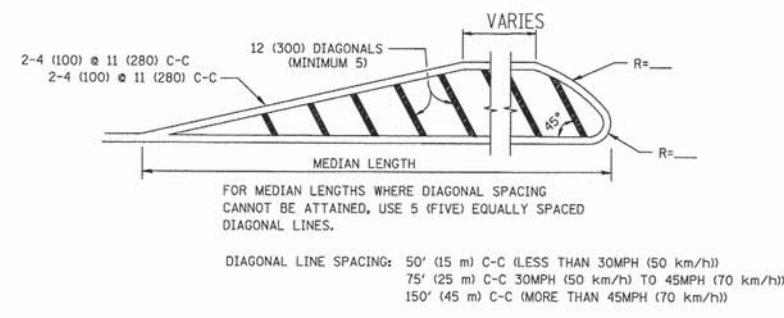 VARIES
12 (300) DIAGONALS
(MINIMUM 5)
2-4 (100) @ 11 (280) C-C
2-4 (100) @ 11 (280) C-C
R=___
45°
R=___
MEDIAN LENGTH
FOR MEDIAN LENGTHS WHERE DIAGONAL SPACING
CANNOT BE ATTAINED, USE 5 (FIVE) EQUALLY SPACED
DIAGONAL LINES.
DIAGONAL LINE SPACING: 50' (15 m) C-C (LESS THAN 30MPH (50 km/h))
75' (25 m) C-C 30MPH (50 km/h) TO 45MPH (70 km/h))
150' (45 m) C-C (MORE THAN 45MPH (70 km/h))